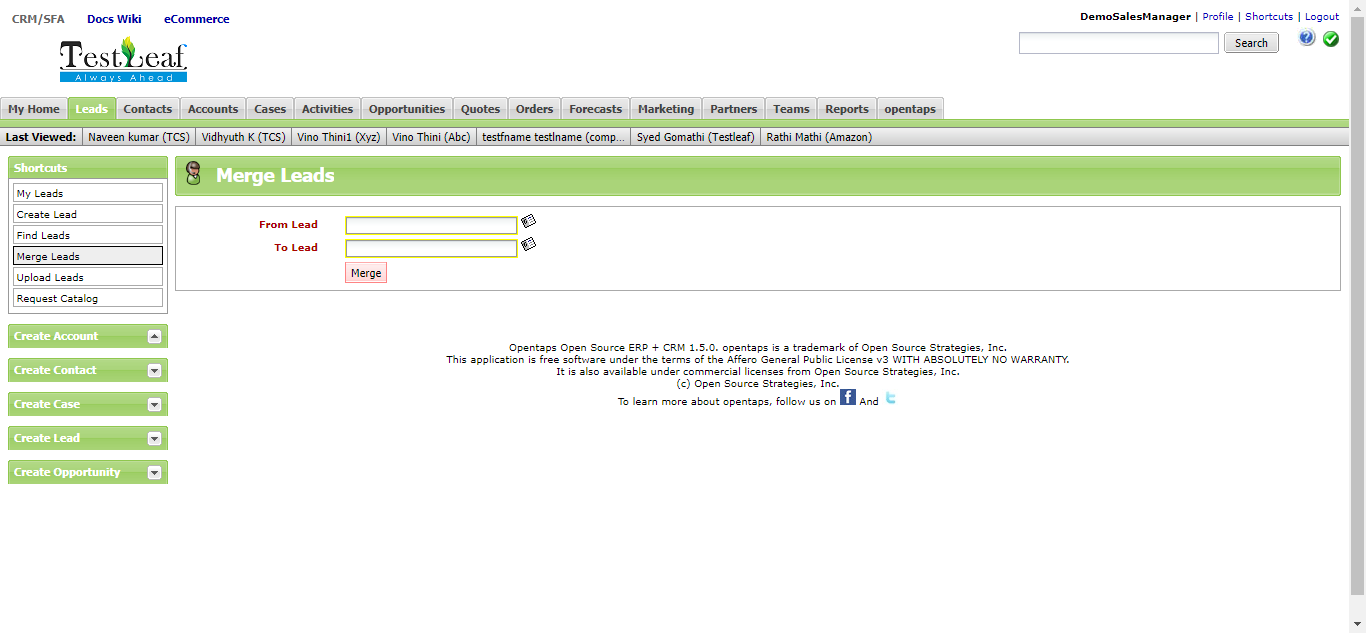 CRM/SFA Docs Wiki eCommerce
DemoSalesManager | Profile | Shortcuts | Logout
TestLeaf
Always Ahead
Search
My Home Leads Contacts Accounts Cases Activities Opportunities Quotes Orders Forecasts Marketing Partners Teams Reports opentaps
Last Viewed: Naveen kumar (TCS) Vidhyuth K (TCS) Vino Thini1 (Xyz) Vino Thini (Abc) testfname testlname (comp... Syed Gomathi (Testleaf) Rathi Mathi (Amazon)
Shortcuts
My Leads
Create Lead
Find Leads
Merge Leads
Upload Leads
Request Catalog
Create Account
Create Contact
Create Case
Create Lead
Create Opportunity
Merge Leads
From Lead
To Lead
Merge
Opentaps Open Source ERP + CRM 1.5.0. opentaps is a trademark of Open Source Strategies, Inc.
This application is free software under the terms of the Affero General Public License v3 WITH ABSOLUTELY NO WARRANTY.
It is also available under commercial licenses from Open Source Strategies, Inc.
(c) Open Source Strategies, Inc.
To learn more about opentaps, follow us on f And t